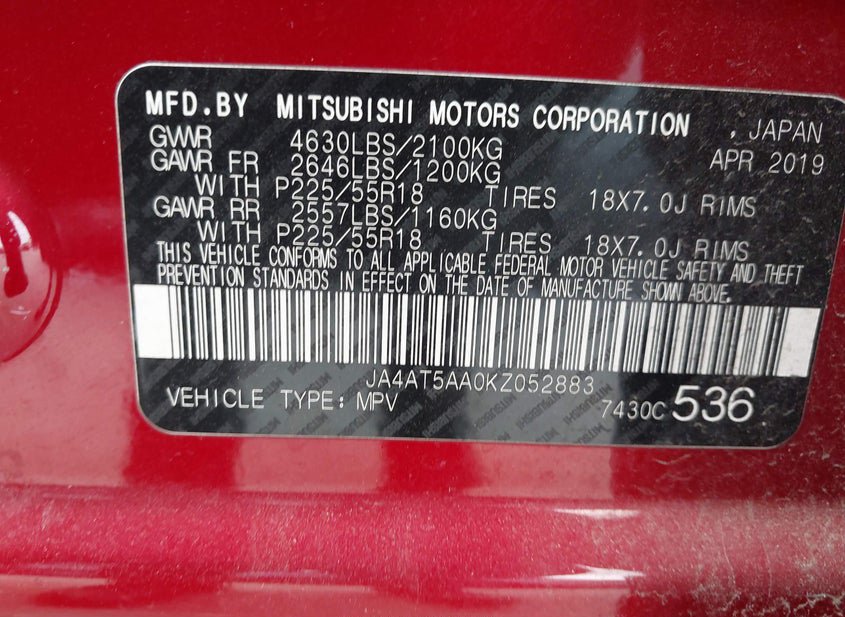 MFD.BY MITSUBISHI MOTORS CORPORATION , JAPAN
GVWR 4630LBS/2100KG APR 2019
GAWR FR 2646LBS/1200KG
WITH P225/55R18 TIRES 18X7.0J RIMS
GAWR RR 2557LBS/1160KG
WITH P225/55R18 TIRES 18X7.0J RIMS
THIS VEHICLE CONFORMS TO ALL APPLICABLE FEDERAL MOTOR VEHICLE SAFETY AND THEFT
PREVENTION STANDARDS IN EFFECT ON THE DATE OF MANUFACTURE SHOWN ABOVE.
JA4AT5AA0KZ052883
VEHICLE TYPE: MPV 7430C 536